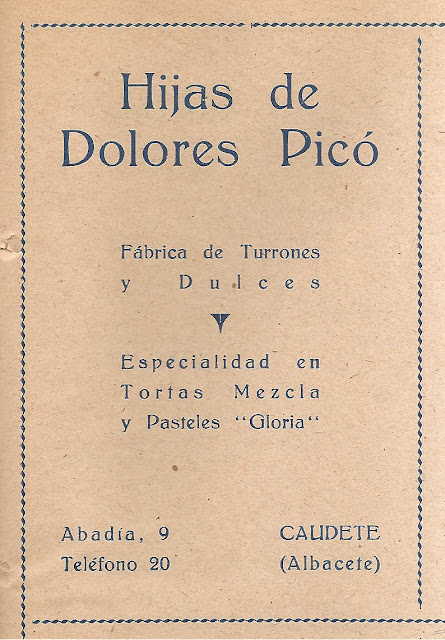 Hijas de
Dolores Picó
Fábrica de Turrones
y Dulces
Especialidad en
Tortas Mezcla
y Pasteles “Gloria“
Abadía, 9
Teléfono 20
CAUDETE
(Albacete)